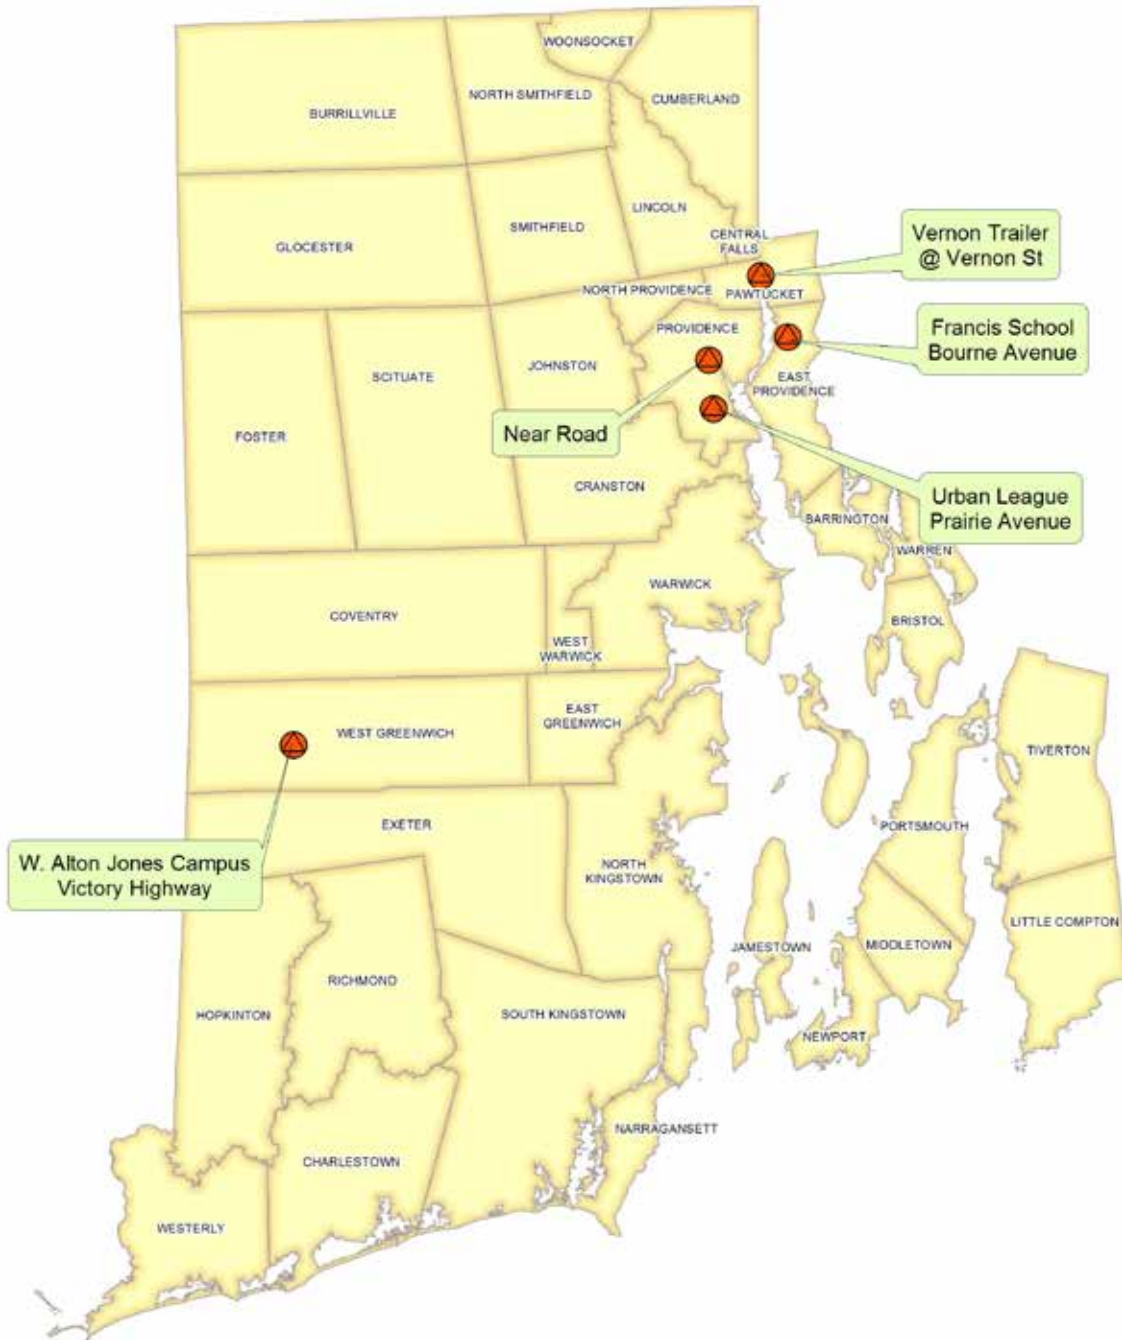 WOONSOCKET
NORTH SMITHFIELD
CUMBERLAND
BURRILLVILLE
LINCOLN
SMITHFIELD
CENTRAL
FALLS
GLOCESTER
Vernon Trailer
@ Vernon St
NORTH PROVIDENCE
PAWTUCKET
PROVIDENCE
Francis School
Bourne Avenue
JOHNSTON
SCITUATE
EAST
PROVIDENCE
FOSTER
Near Road
CRANSTON
Urban League
Prairie Avenue
BARRINGTON
WARREN
WARWICK
COVENTRY
BRISTOL
WEST
WARWICK
EAST
GREENWICH
WEST GREENWICH
TIVERTON
EXETER
PORTSMOUTH
W. Alton Jones Campus
Victory Highway
NORTH
KINGSTOWN
LITTLE COMPTON
JAMESTOWN
MIDDLETOWN
RICHMOND
HOPKINTON
SOUTH KINGSTOWN
NEWPORT
NARRAGANSETT
CHARLESTOWN
WESTERLY